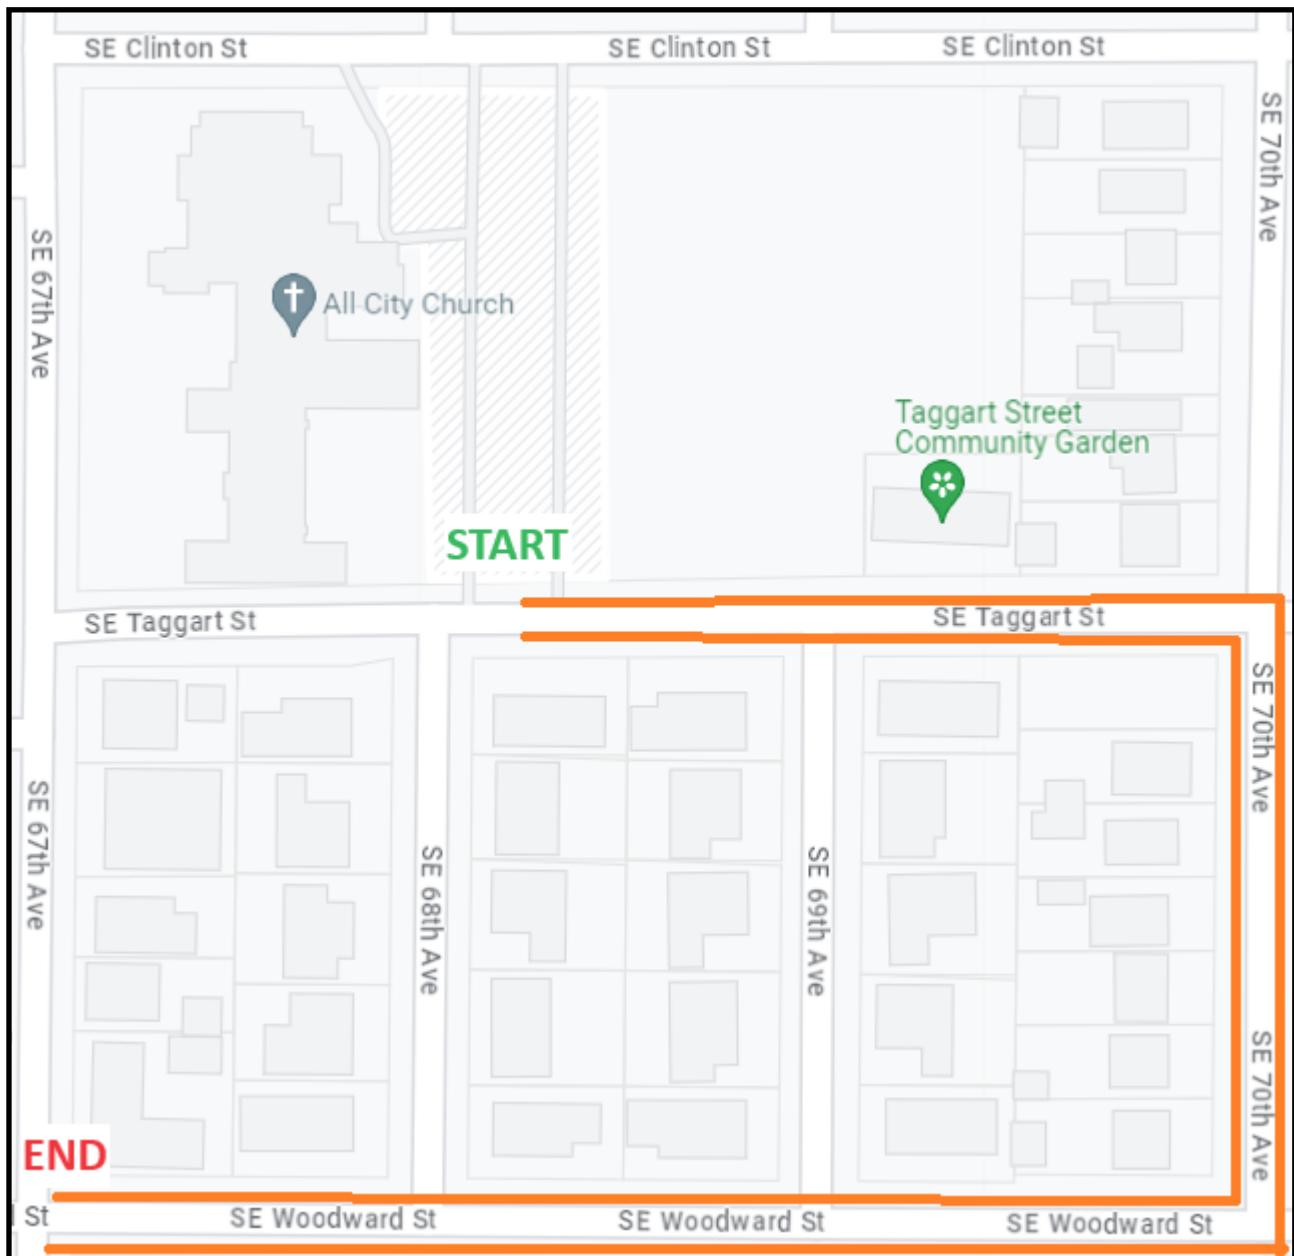 SE Clinton St
SE Clinton St
SE Clinton St
SE 70th Ave
SE 67th Ave
All City Church
Taggart Street
Community Garden
START
SE Taggart St
SE Taggart St
SE 70th Ave
SE 67th Ave
SE 68th Ave
SE 69th Ave
SE 70th Ave
END
St
SE Woodward St
SE Woodward St
SE Woodward St